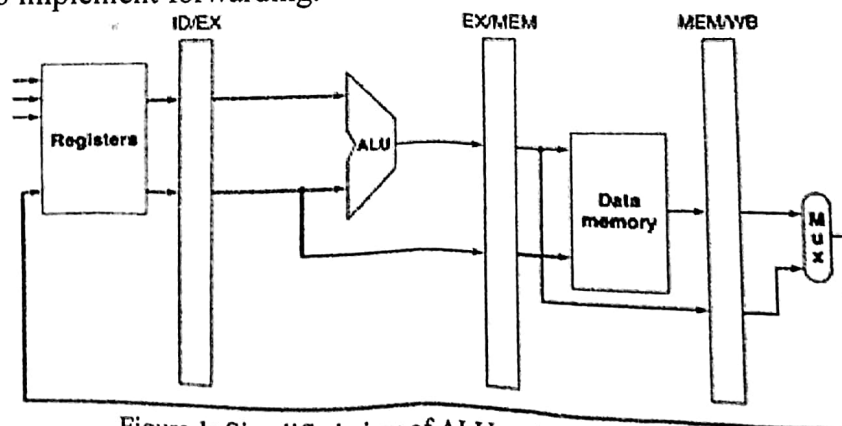 o implement forwarding.
ID/EX
EX/MEM
MEM/WB
Registers
ALU
Data
memory
M
u
x
Figure 1: Simplified view of ALU